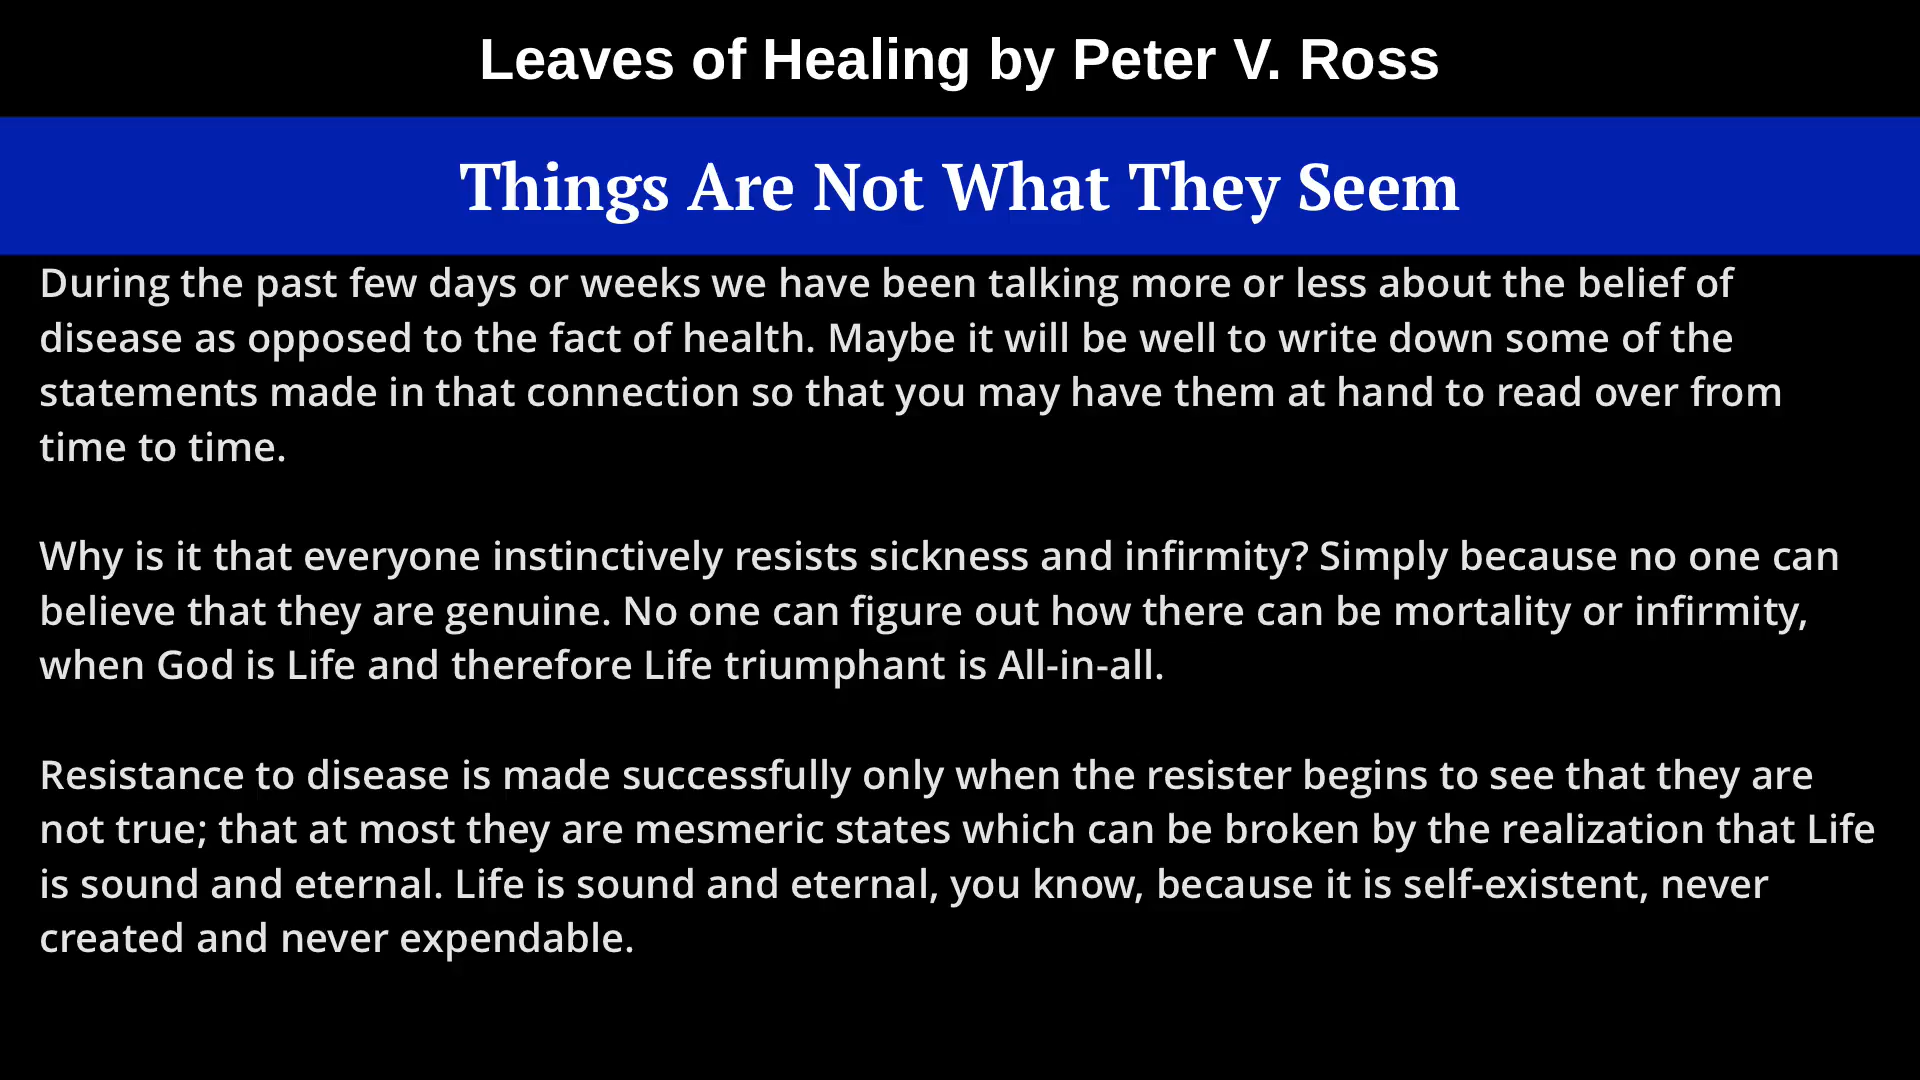 Leaves of Healing by Peter V. Ross
Things Are Not What They Seem
During the past few days or weeks we have been talking more or less about the belief of
disease as opposed to the fact of health. Maybe it will be well to write down some of the
statements made in that connection so that you may have them at hand to read over from
time to time.
Why is it that everyone instinctively resists sickness and infirmity? Simply because no one can
believe that they are genuine. No one can figure out how there can be mortality or infirmity,
when God is Life and therefore Life triumphant is All-in-all.
Resistance to disease is made successfully only when the resister begins to see that they are
not true; that at most they are mesmeric states which can be broken by the realization that Life
is sound and eternal. Life is sound and eternal, you know, because it is self-existent, never
created and never expendable.